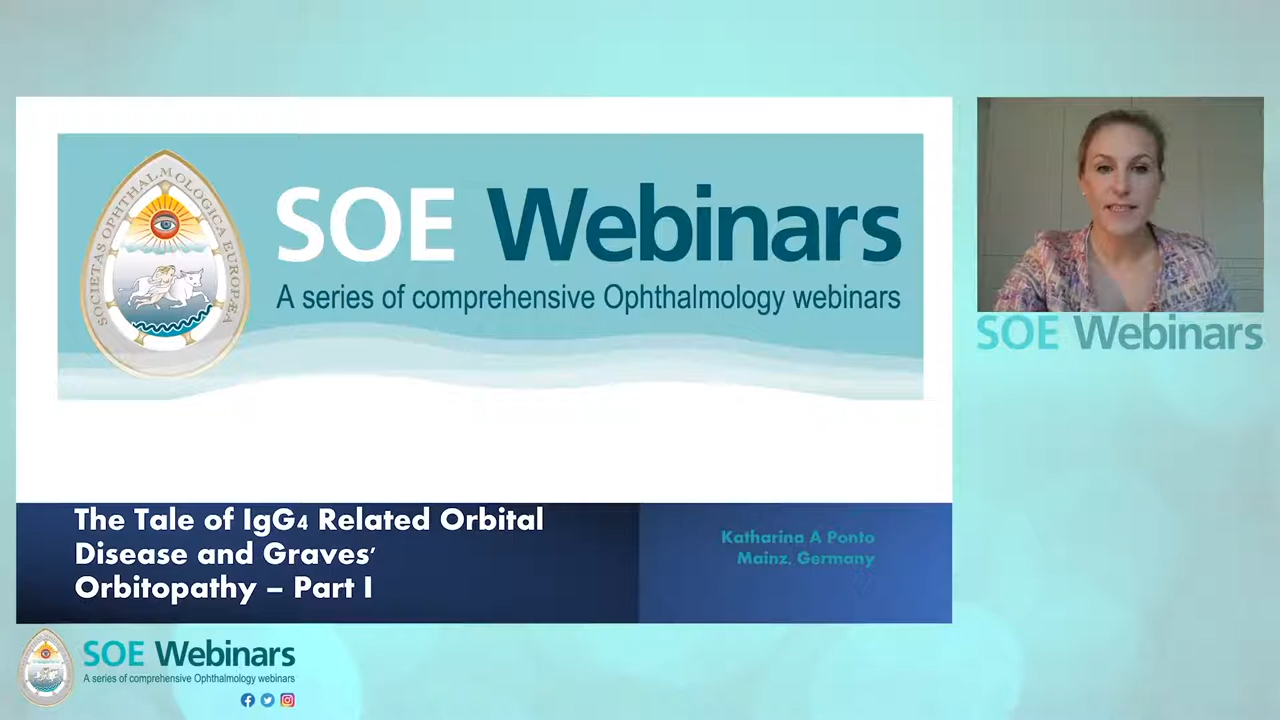 SOCIETAS OPHTHALMOLOGICA EUROPÆA
SOE Webinars
A series of comprehensive Ophthalmology webinars
SOE Webinars
The Tale of IgG4 Related Orbital
Disease and Graves'
Orbitopathy – Part I
Katharina A Ponto
Mainz, Germany
SOE Webinars
A series of comprehensive Ophthalmology webinars